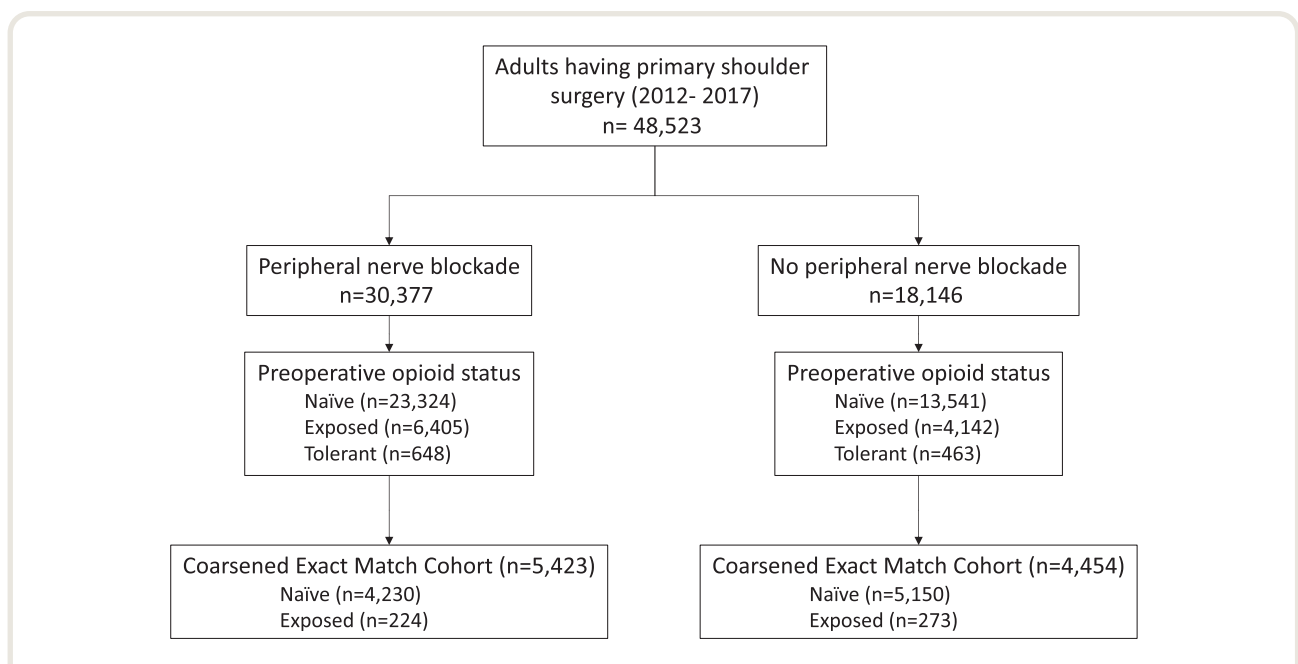 Adults having primary shoulder
surgery (2012- 2017)
n= 48,523
Peripheral nerve blockade
n=30,377
No peripheral nerve blockade
n=18,146
Preoperative opioid status
Naïve (n=23,324)
Exposed (n=6,405)
Tolerant (n=648)
Preoperative opioid status
Naïve (n=13,541)
Exposed (n=4,142)
Tolerant (n=463)
Coarsened Exact Match Cohort (n=5,423)
Naïve (n=4,230)
Exposed (n=224)
Coarsened Exact Match Cohort (n=4,454)
Naïve (n=5,150)
Exposed (n=273)